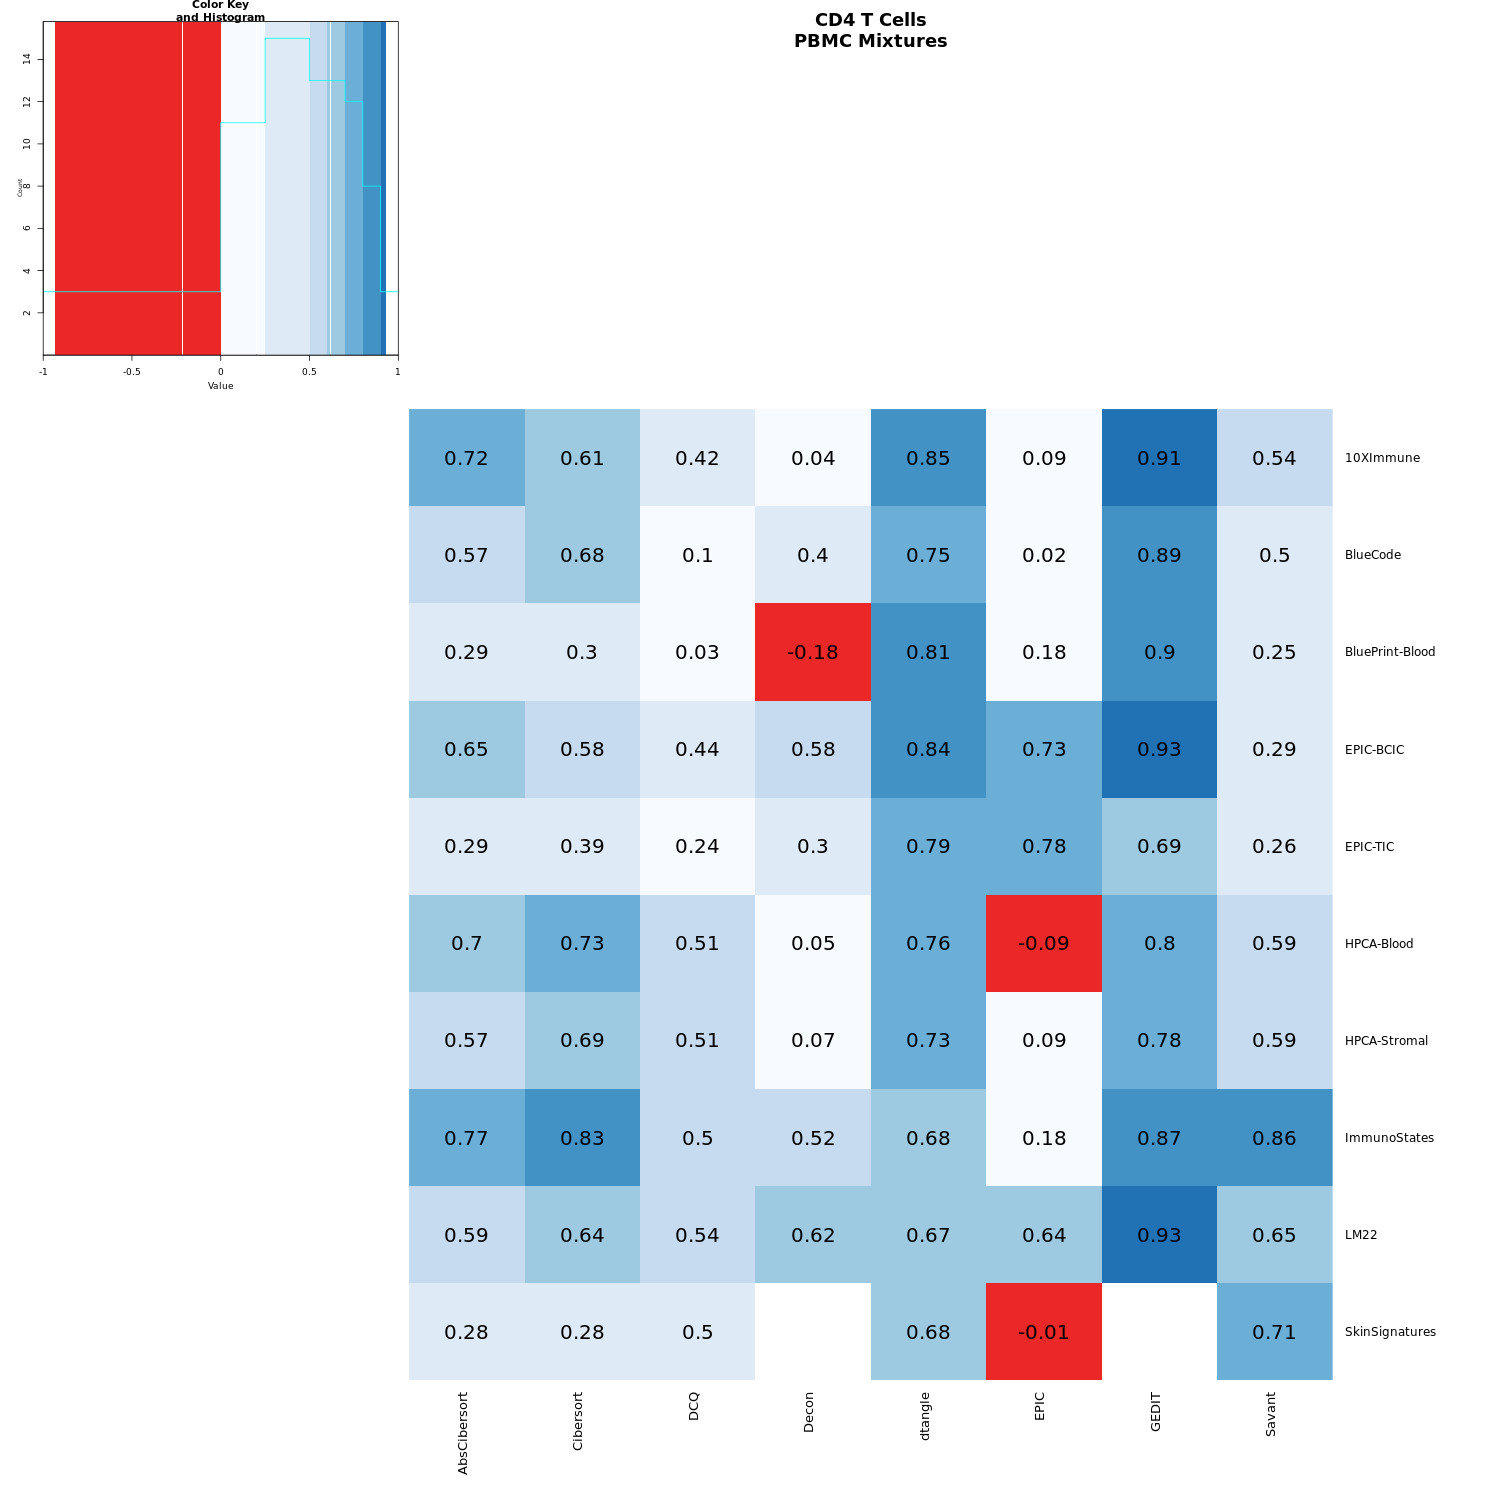 Color Key
and Histogram
CD4 T Cells
PBMC Mixtures
14
12
10
8
6
4
2
Count
-1 -0.5 0 0.5 1
Value
0.72 0.61 0.42 0.04 0.85 0.09 0.91 0.54 10XImmune
0.57 0.68 0.1 0.4 0.75 0.02 0.89 0.5 BlueCode
0.29 0.3 0.03 -0.18 0.81 0.18 0.9 0.25 BluePrint-Blood
0.65 0.58 0.44 0.58 0.84 0.73 0.93 0.29 EPIC-BCIC
0.29 0.39 0.24 0.3 0.79 0.78 0.69 0.26 EPIC-TIC
0.7 0.73 0.51 0.05 0.76 -0.09 0.8 0.59 HPCA-Blood
0.57 0.69 0.51 0.07 0.73 0.09 0.78 0.59 HPCA-Stromal
0.77 0.83 0.5 0.52 0.68 0.18 0.87 0.86 ImmunoStates
0.59 0.64 0.54 0.62 0.67 0.64 0.93 0.65 LM22
0.28 0.28 0.5 0.68 -0.01 0.71 SkinSignatures
AbsCibersort Cibersort DCQ Decon dtangle EPIC GEDIT Savant